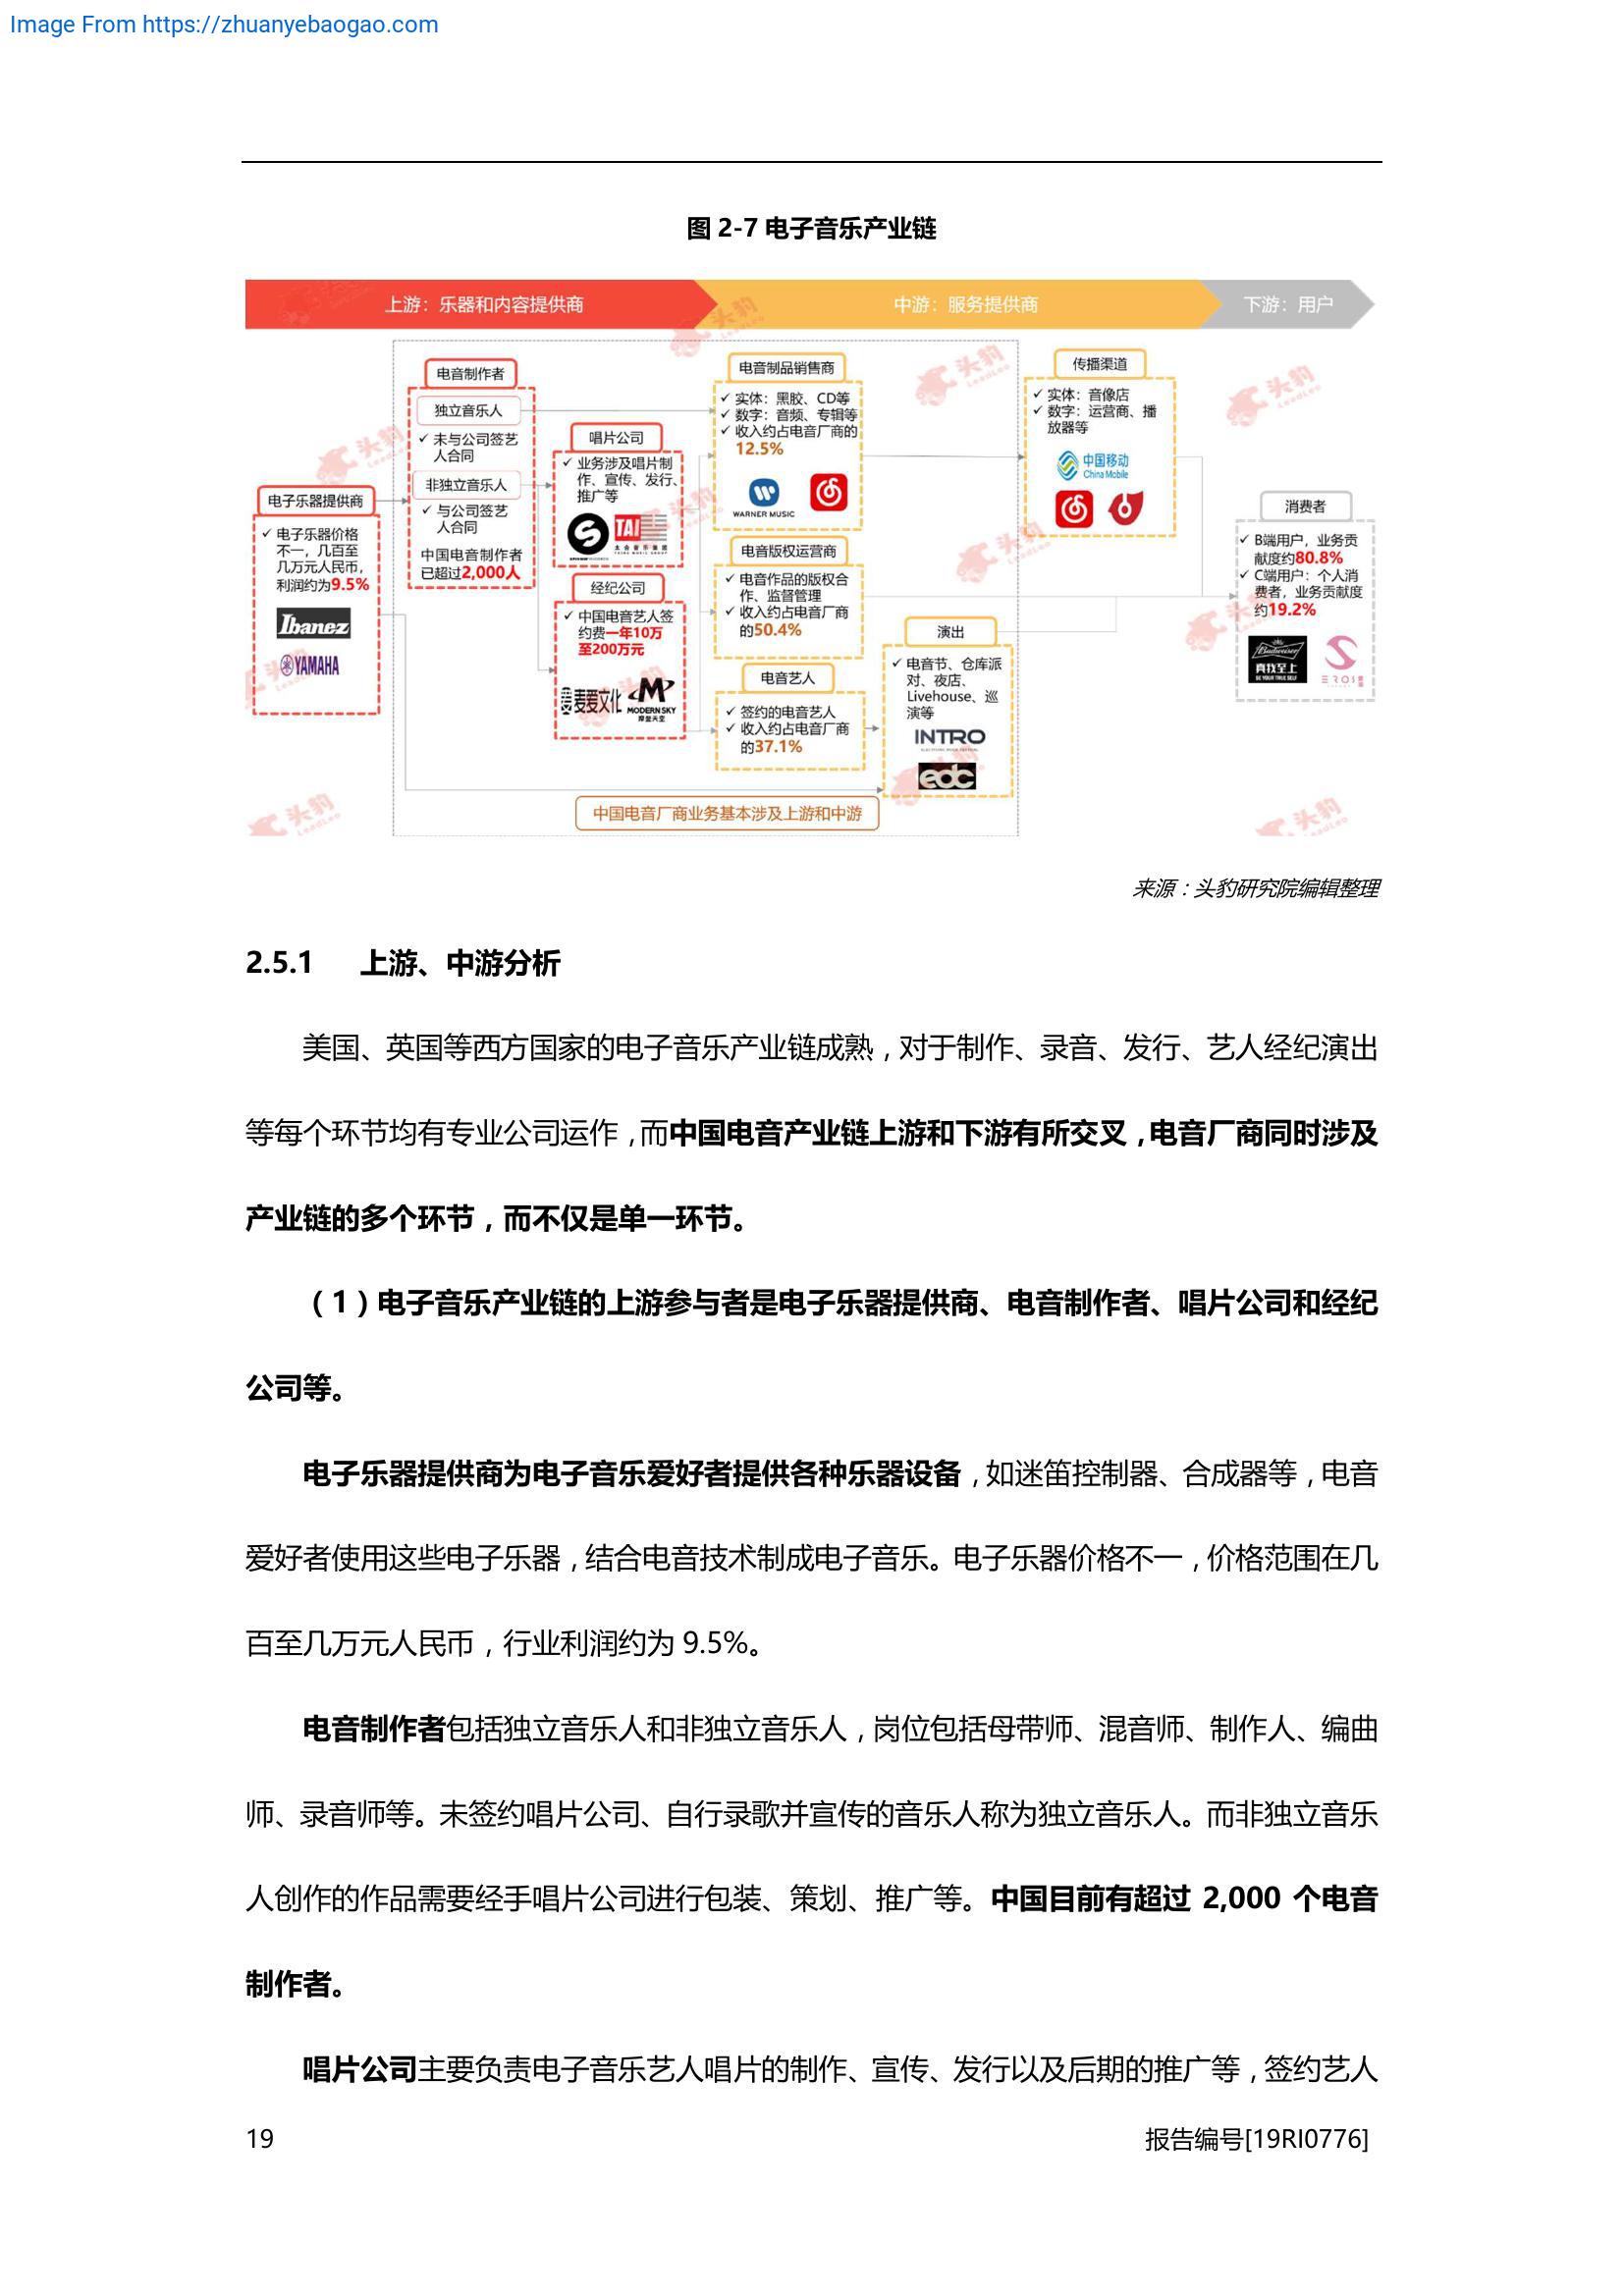 Image From https://zhuanyebaogao.com
图 2-7 电子音乐产业链
上游：乐器和内容提供商
中游：服务提供商
下游：用户
电子乐器提供商
✓ 电子乐器价格
不一，几百至
几万元人民币，
利润约为9.5%
Ibanez
YAMAHA
电音制作者
独立音乐人
✓ 未与公司签艺
人合同
非独立音乐人
✓ 与公司签艺
人合同
中国电音制作者
已超过2,000人
唱片公司
✓ 业务涉及唱片制
作、宣传、发行、
推广等
TAI
太合音乐集团
经纪公司
✓ 中国电音艺人签
约费一年10万
至200万元
麦爱文化
MODERNSKY
摩登天空
电音制品销售商
✓ 实体：黑胶、CD等
✓ 数字：音频、专辑等
✓ 收入约占电音厂商的
12.5%
WARNER MUSIC
电音版权运营商
✓ 电音作品的版权合
作、监督管理
✓ 收入约占电音厂商
的50.4%
电音艺人
✓ 签约的电音艺人
✓ 收入约占电音厂商
的37.1%
演出
✓ 电音节、仓库派
对、夜店、
Livehouse、巡
演等
INTRO
edc
传播渠道
✓ 实体：音像店
✓ 数字：运营商、播
放器等
中国移动
China Mobile
消费者
✓ B端用户，业务贡
献度约80.8%
✓ C端用户：个人消
费者，业务贡献度
约19.2%
Budweiser
真我至上
BE YOUR TRUE SELF
EROS
中国电音厂商业务基本涉及上游和中游
头豹
LeadLeo
来源：头豹研究院编辑整理
2.5.1 上游、中游分析
美国、英国等西方国家的电子音乐产业链成熟，对于制作、录音、发行、艺人经纪演出
等每个环节均有专业公司运作，而中国电音产业链上游和下游有所交叉，电音厂商同时涉及
产业链的多个环节，而不仅是单一环节。
（1）电子音乐产业链的上游参与者是电子乐器提供商、电音制作者、唱片公司和经纪
公司等。
电子乐器提供商为电子音乐爱好者提供各种乐器设备，如迷笛控制器、合成器等，电音
爱好者使用这些电子乐器，结合电音技术制成电子音乐。电子乐器价格不一，价格范围在几
百至几万元人民币，行业利润约为 9.5%。
电音制作者包括独立音乐人和非独立音乐人，岗位包括母带师、混音师、制作人、编曲
师、录音师等。未签约唱片公司、自行录歌并宣传的音乐人称为独立音乐人。而非独立音乐
人创作的作品需要经手唱片公司进行包装、策划、推广等。中国目前有超过 2,000 个电音
制作者。
唱片公司主要负责电子音乐艺人唱片的制作、宣传、发行以及后期的推广等，签约艺人
19
报告编号[19RI0776]